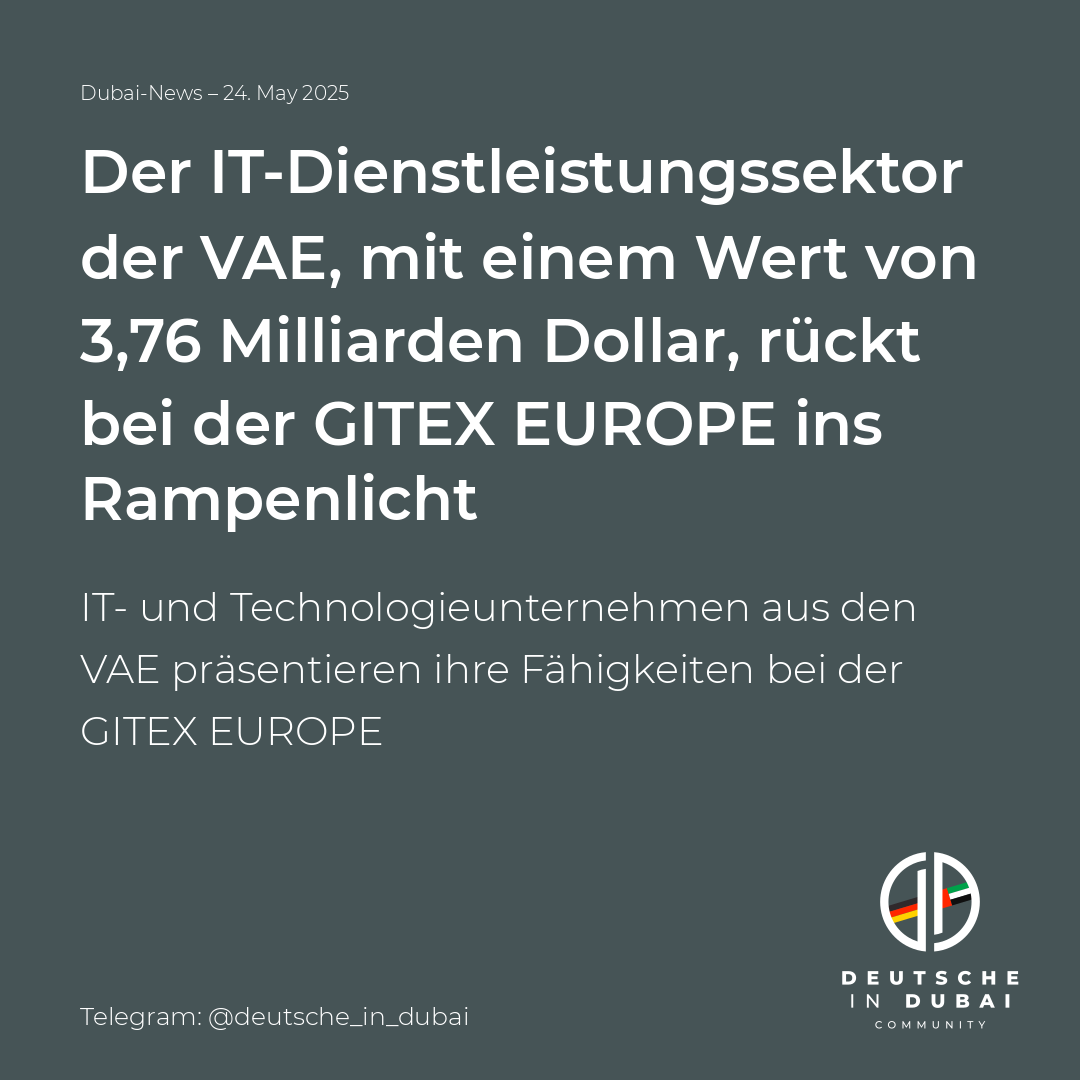 Dubai-News – 24. May 2025
Der IT-Dienstleistungssektor
der VAE, mit einem Wert von
3,76 Milliarden Dollar, rückt
bei der GITEX EUROPE ins
Rampenlicht
IT- und Technologieunternehmen aus den
VAE präsentieren ihre Fähigkeiten bei der
GITEX EUROPE
DEUTSCHE
IN DUBAI
COMMUNITY
Telegram: @deutsche_in_dubai